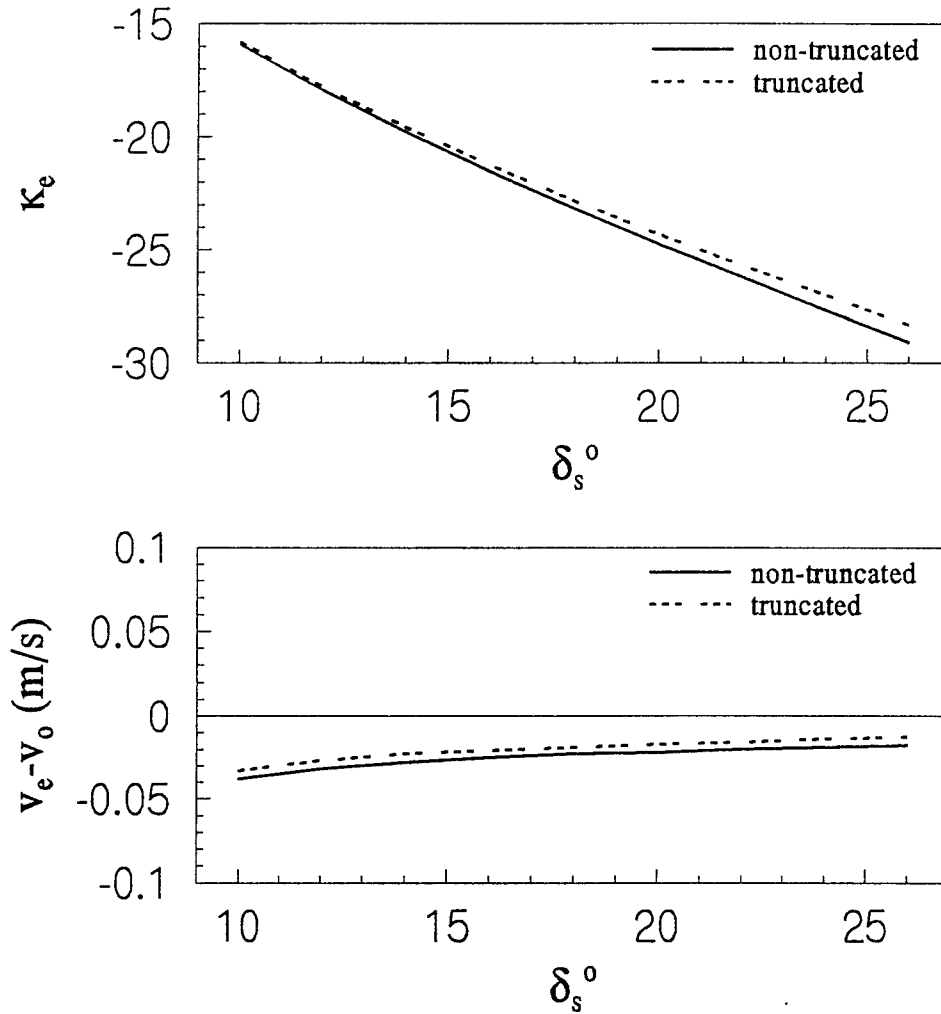 -15
-20
-25
-30
κₑ
non-truncated
truncated
10 15 20 25
δₛ°
0.1
0.05
0
-0.05
-0.1
vₑ-vₒ (m/s)
non-truncated
truncated
10 15 20 25
δₛ°